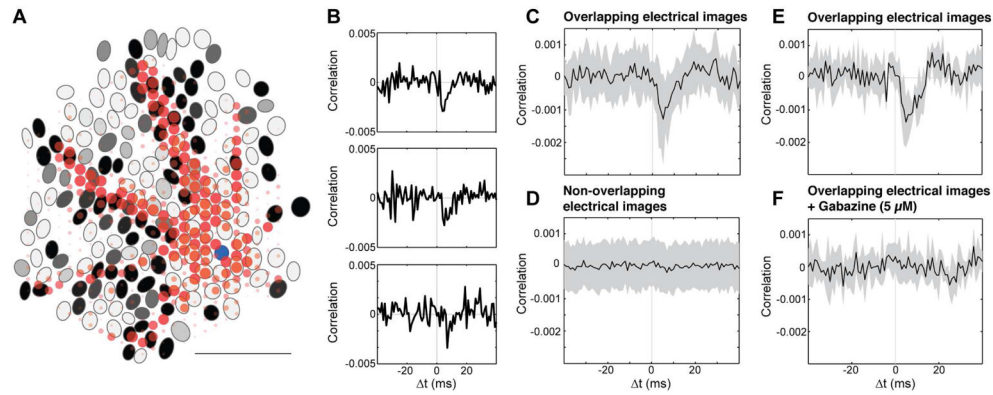 A
B
0.005
0
-0.005
Correlation
0.005
0
-0.005
Correlation
0.005
0
-0.005
Correlation
-20
0
20
Δt (ms)
C
Overlapping electrical images
0.001
0
-0.001
-0.002
Correlation
D
Non-overlapping
electrical images
0.001
0
-0.001
-0.002
Correlation
-20
0
20
Δt (ms)
E
Overlapping electrical images
0.001
0
-0.001
-0.002
Correlation
F
Overlapping electrical images
+ Gabazine (5 µM)
0.001
0
-0.001
-0.002
Correlation
-20
0
20
Δt (ms)